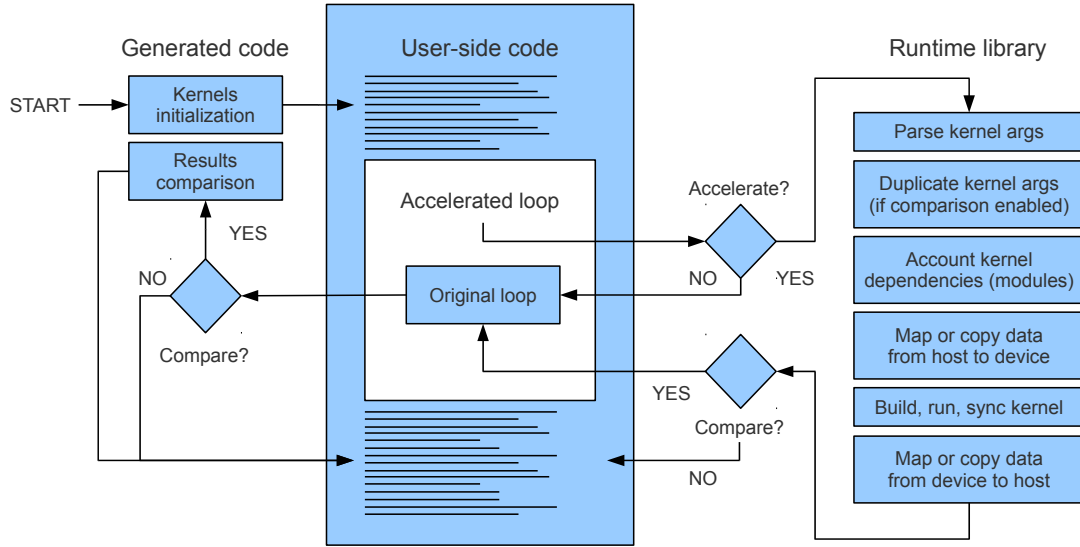 Generated code
User-side code
Runtime library
START
Kernels
initialization
Results
comparison
YES
NO
Compare?
Accelerated loop
Original loop
Accelerate?
NO
YES
YES
Compare?
NO
Parse kernel args
Duplicate kernel args
(if comparison enabled)
Account kernel
dependencies (modules)
Map or copy data
from host to device
Build, run, sync kernel
Map or copy data
from device to host